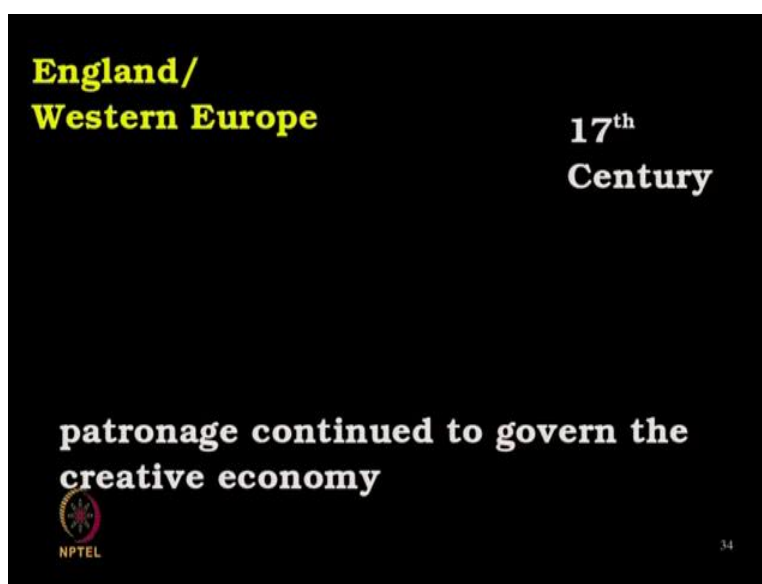 England/
Western Europe
17th
Century
patronage continued to govern the
creative economy
NPTEL
34